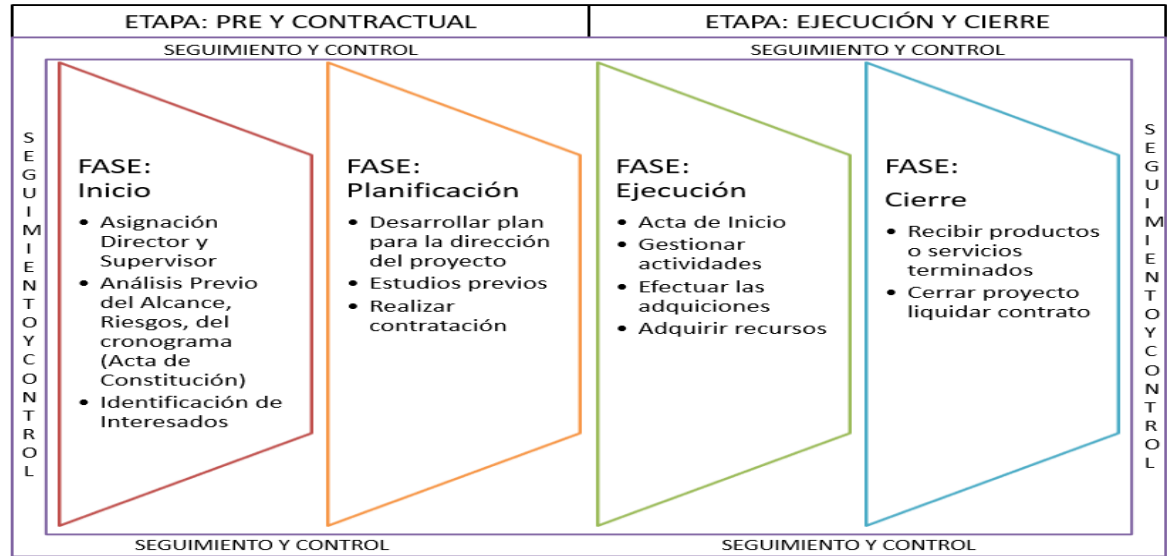 ETAPA: PRE Y CONTRACTUAL
ETAPA: EJECUCIÓN Y CIERRE
SEGUIMIENTO Y CONTROL
SEGUIMIENTO Y CONTROL
SEGUIMIENTOYCONTROL
FASE:
Inicio
• Asignación
Director y
Supervisor
• Análisis Previo
del Alcance,
Riesgos, del
cronograma
(Acta de
Constitución)
• Identificación de
Interesados
FASE:
Planificación
• Desarrollar plan
para la dirección
del proyecto
• Estudios previos
• Realizar
contratación
FASE:
Ejecución
• Acta de Inicio
• Gestionar
actividades
• Efectuar las
adquiciones
• Adquirir recursos
FASE:
Cierre
• Recibir productos
o servicios
terminados
• Cerrar proyecto
liquidar contrato
SEGUIMIENTOYCONTROL
SEGUIMIENTO Y CONTROL
SEGUIMIENTO Y CONTROL